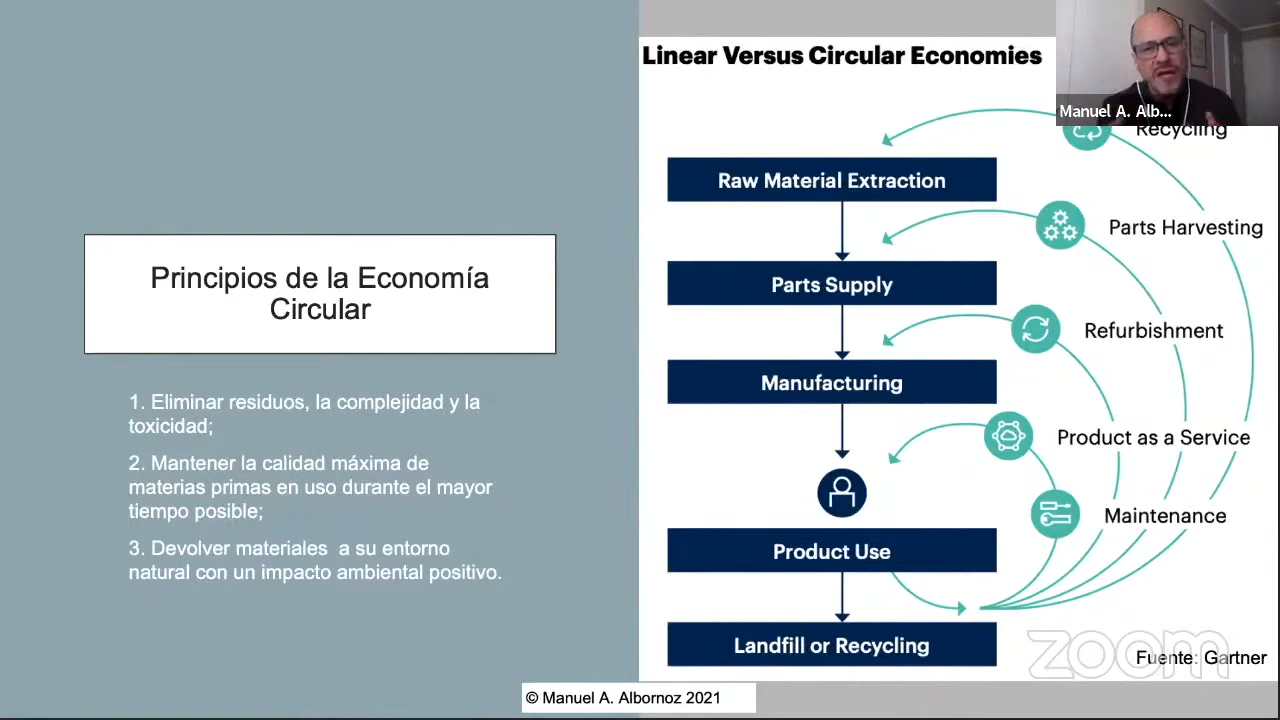 Principios de la Economía
Circular
1. Eliminar residuos, la complejidad y la
toxicidad;
2. Mantener la calidad máxima de
materias primas en uso durante el mayor
tiempo posible;
3. Devolver materiales a su entorno
natural con un impacto ambiental positivo.
Linear Versus Circular Economies
Manuel A. Alb...
Recycling
Raw Material Extraction
Parts Harvesting
Parts Supply
Refurbishment
Manufacturing
Product as a Service
Maintenance
Product Use
Landfill or Recycling
zoom
Fuente: Gartner
© Manuel A. Albornoz 2021